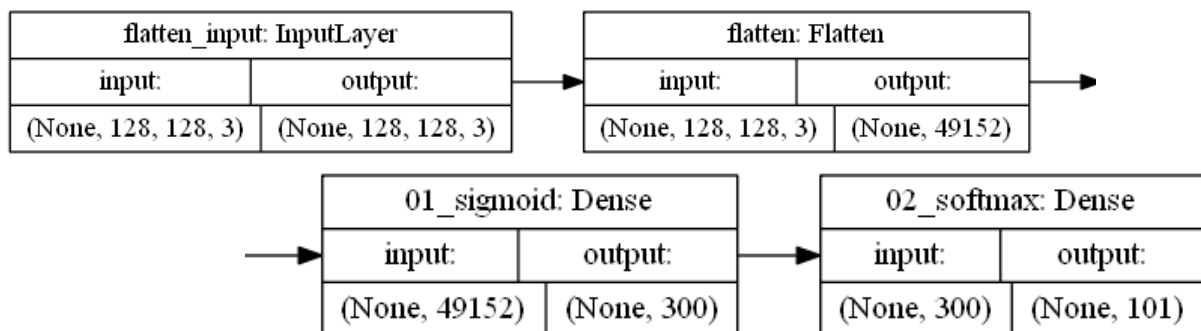 flatten_input: InputLayer
input: output:
(None, 128, 128, 3) (None, 128, 128, 3)
flatten: Flatten
input: output:
(None, 128, 128, 3) (None, 49152)
01_sigmoid: Dense
input: output:
(None, 49152) (None, 300)
02_softmax: Dense
input: output:
(None, 300) (None, 101)